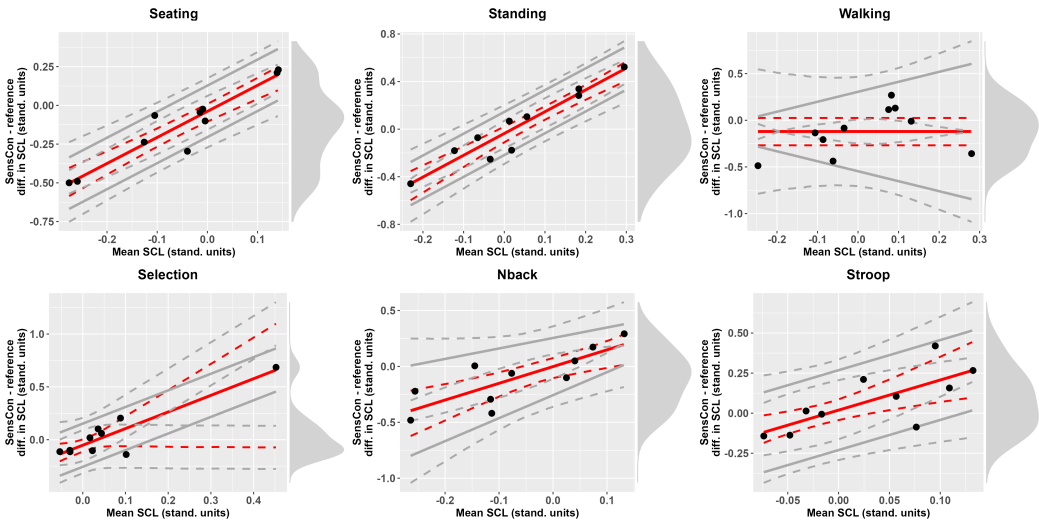 Seating
SensCon - reference
diff. in SCL (stand. units)
0.25
0.00
-0.25
-0.50
-0.75
-0.2
-0.1
0.0
0.1
Mean SCL (stand. units)
Standing
SensCon - reference
diff. in SCL (stand. units)
0.8
0.4
0.0
-0.4
-0.8
-0.2
-0.1
0.0
0.1
0.2
0.3
Mean SCL (stand. units)
Walking
SensCon - reference
diff. in SCL (stand. units)
0.5
0.0
-0.5
-1.0
-0.2
-0.1
0.0
0.1
0.2
0.3
Mean SCL (stand. units)
Selection
SensCon - reference
diff. in SCL (stand. units)
1.0
0.5
0.0
0.0
0.1
0.2
0.3
0.4
Mean SCL (stand. units)
Nback
SensCon - reference
diff. in SCL (stand. units)
0.5
0.0
-0.5
-1.0
-0.2
-0.1
0.0
0.1
Mean SCL (stand. units)
Stroop
SensCon - reference
diff. in SCL (stand. units)
0.50
0.25
0.00
-0.25
-0.05
0.00
0.05
0.10
Mean SCL (stand. units)